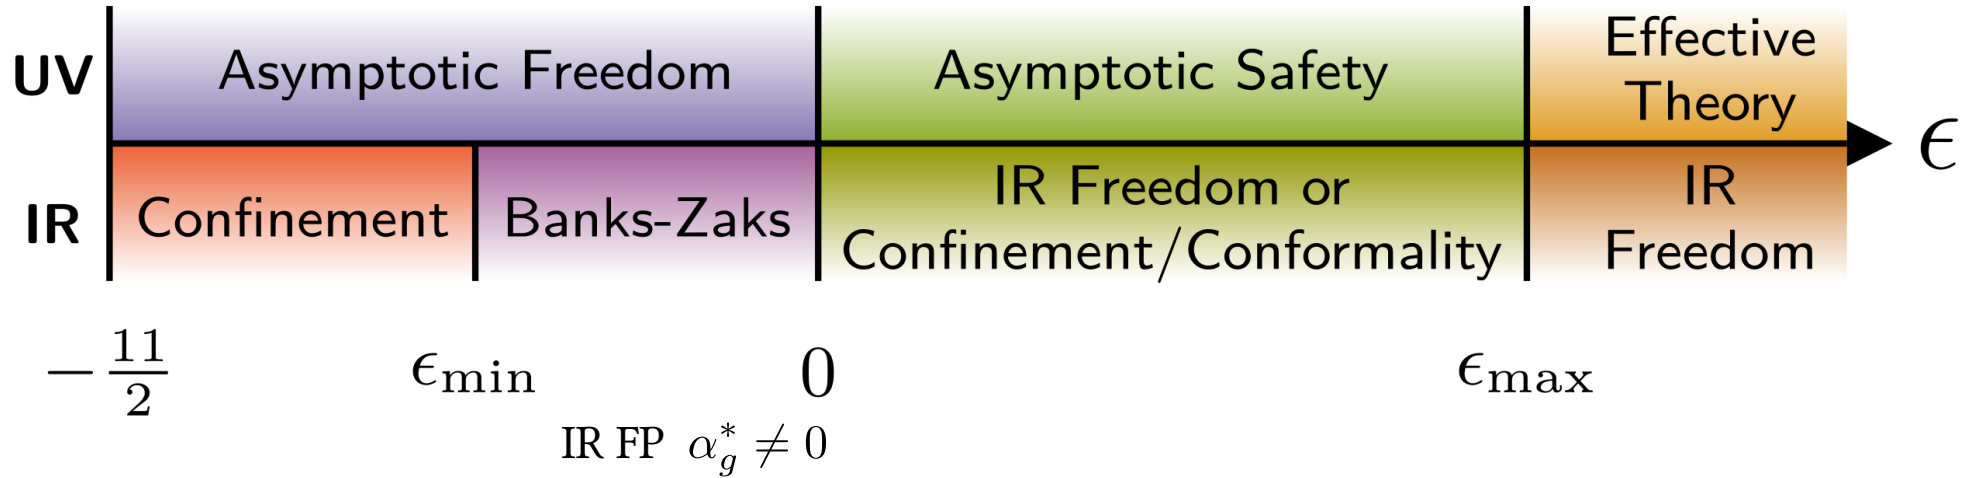 UV Asymptotic Freedom Asymptotic Safety Effective Theory
ϵ
IR Confinement Banks-Zaks IR Freedom or Confinement/Conformality IR Freedom
−11/2 ϵmin 0 ϵmax
IR FP α*g ≠ 0